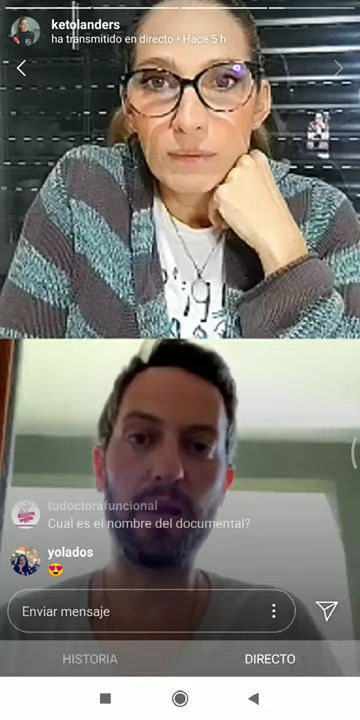 ketolanders
ha transmitido en directo • Hace 5 h
tudoctorafuncional
Cual es el nombre del documental?
yolados
😍
Enviar mensaje
HISTORIA
DIRECTO